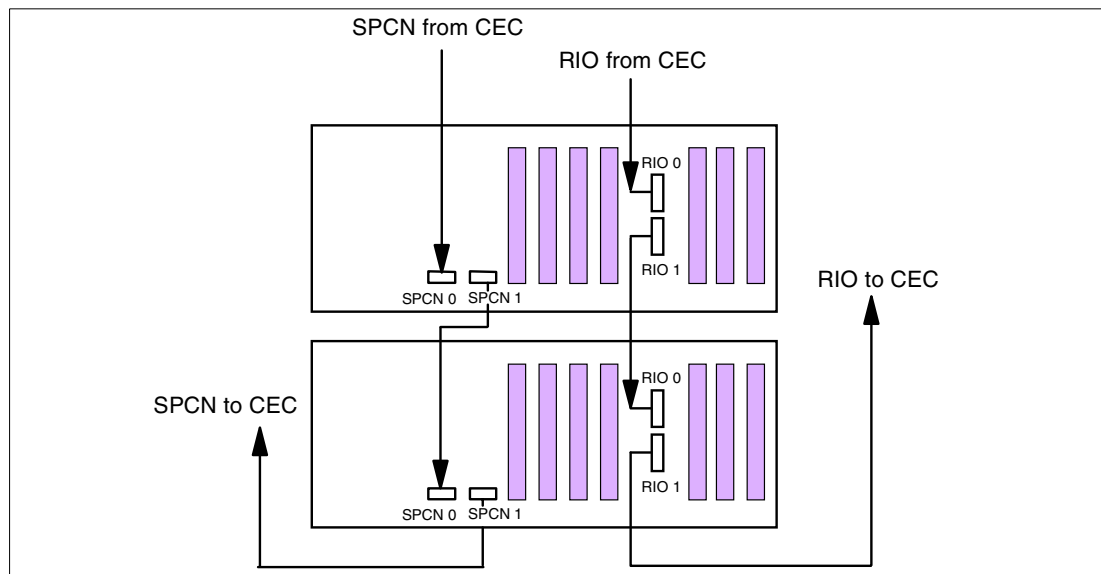 SPCN from CEC
RIO from CEC
RIO 0
RIO 1
SPCN 0
SPCN 1
RIO to CEC
RIO 0
SPCN to CEC
RIO 1
SPCN 0
SPCN 1